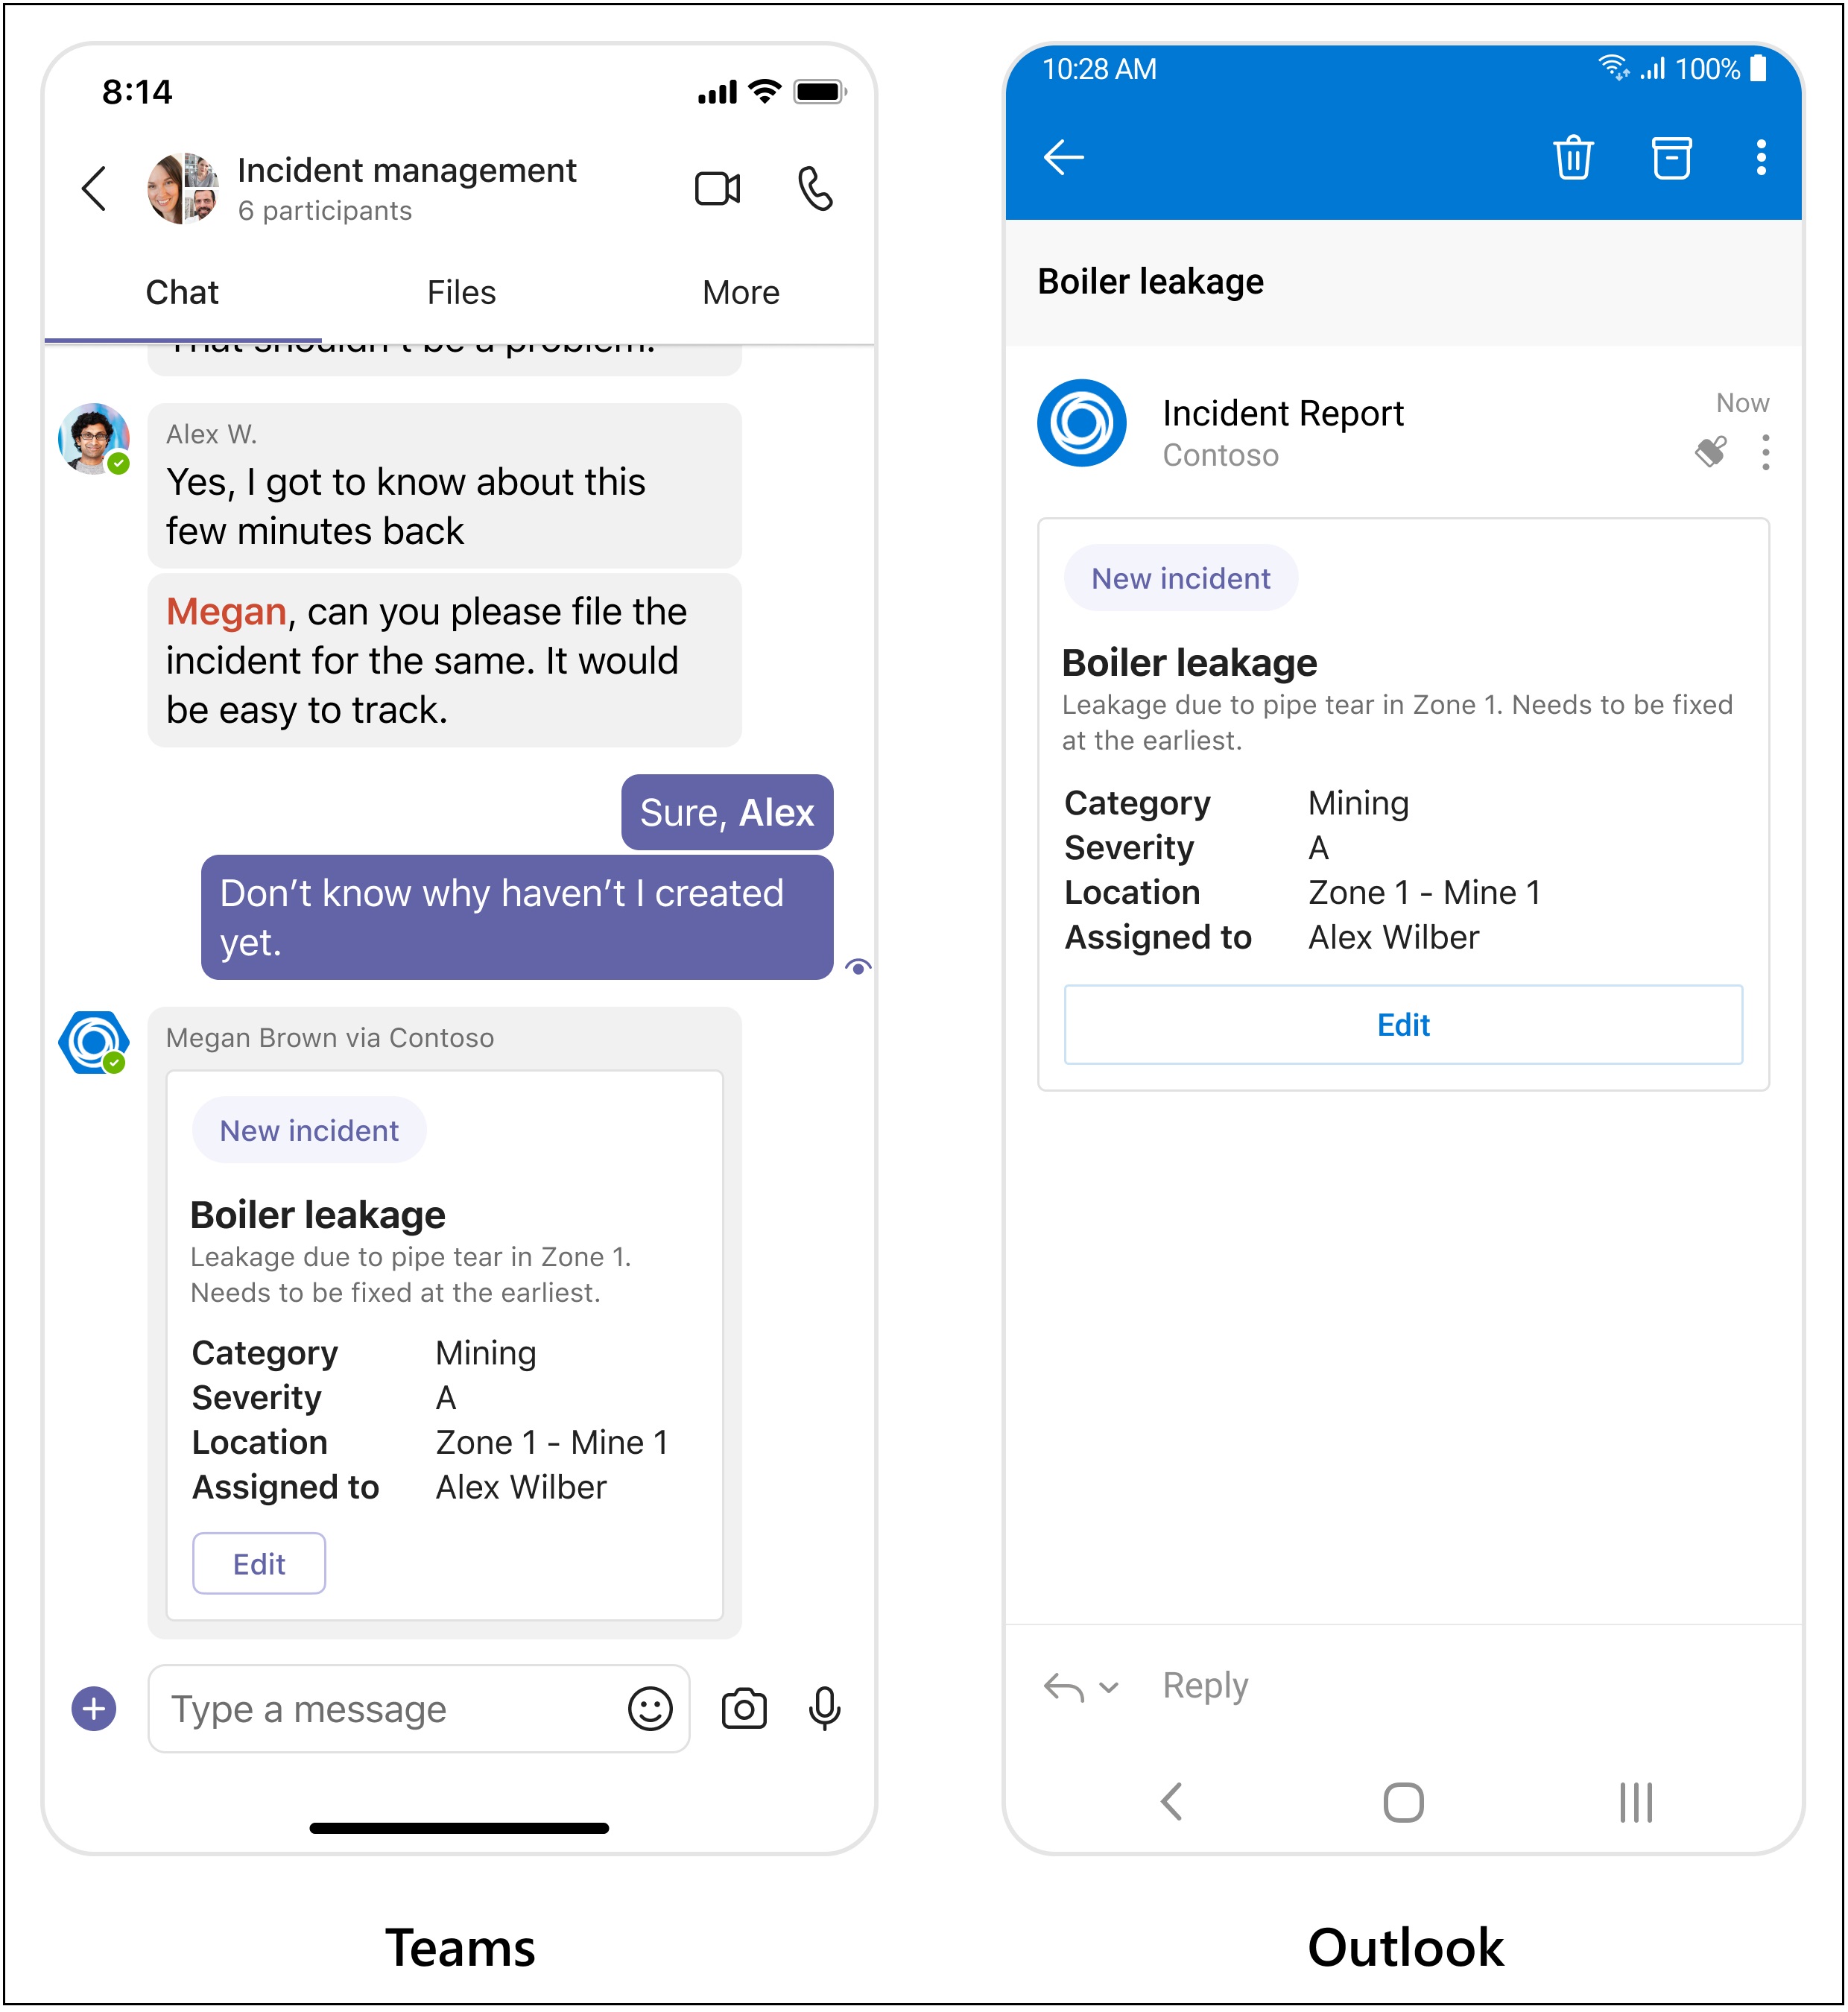 8:14
Incident management
6 participants
Chat Files More
That shouldn't be a problem.
Alex W.
Yes, I got to know about this
few minutes back
Megan, can you please file the
incident for the same. It would
be easy to track.
Sure, Alex
Don’t know why haven’t I created
yet.
Megan Brown via Contoso
New incident
Boiler leakage
Leakage due to pipe tear in Zone 1.
Needs to be fixed at the earliest.
Category Mining
Severity A
Location Zone 1 - Mine 1
Assigned to Alex Wilber
Edit
Type a message
Teams
10:28 AM 100%
Boiler leakage
Incident Report
Now
Contoso
New incident
Boiler leakage
Leakage due to pipe tear in Zone 1. Needs to be fixed
at the earliest.
Category Mining
Severity A
Location Zone 1 - Mine 1
Assigned to Alex Wilber
Edit
Reply
Outlook